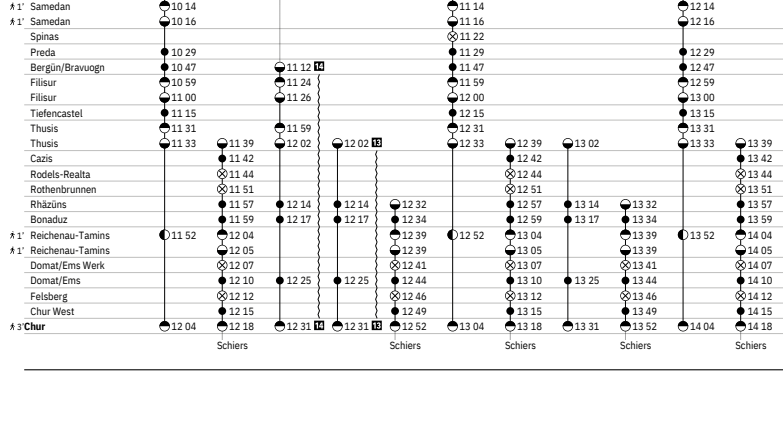 1' Samedan 10 14 11 14 12 14
1' Samedan 10 16 11 16 12 16
Spinas 11 22
Preda 10 29 11 29 12 29
Bergün/Bravuogn 10 47 11 12 14 11 47 12 47
Filisur 10 59 11 24 11 59 12 59
Filisur 11 00 11 26 12 00 13 00
Tiefencastel 11 15 12 15 13 15
Thusis 11 31 11 59 12 31 13 31
Thusis 11 33 11 39 12 02 12 02 13 12 33 12 39 13 02 13 33 13 39
Cazis 11 42 12 42 13 42
Rodels-Realta 11 44 12 44 13 44
Rothenbrunnen 11 51 12 51 13 51
Rhäzüns 11 57 12 14 12 14 12 32 12 57 13 14 13 32 13 57
Bonaduz 11 59 12 17 12 17 12 34 12 59 13 17 13 34 13 59
1' Reichenau-Tamins 11 52 12 04 12 39 12 52 13 04 13 39 13 52 14 04
1' Reichenau-Tamins 12 05 12 39 13 05 13 39 14 05
Domat/Ems Werk 12 07 12 41 13 07 13 41 14 07
Domat/Ems 12 10 12 25 12 25 12 44 13 10 13 25 13 44 14 10
Felsberg 12 12 12 46 13 12 13 46 14 12
Chur West 12 15 12 49 13 15 13 49 14 15
3' Chur 12 04 12 18 12 31 14 12 31 13 12 52 13 04 13 18 13 31 13 52 14 04 14 18
Schiers Schiers Schiers Schiers Schiers